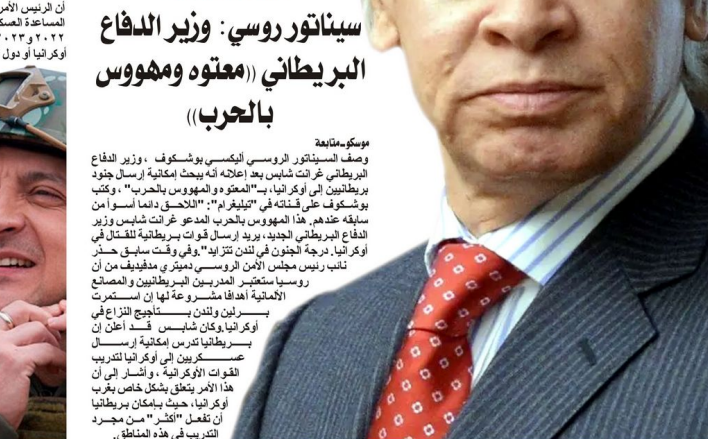 أن الرئيس الأمر
المساعدة العسك
٢٠٢٢ و٢٠٢٣
أوكرانيا أو دول
سيناتور روسي: وزير الدفاع
البريطاني ((معتوه ومهووس
بالحرب))
موسكو-متابعة
وصف السيناتور الروسي أليكسي بوشكوف ، وزير الدفاع
البريطاني غرانت شابس بعد إعلانه أنه يبحث إمكانية إرسال جنود
بريطانيين إلى أوكرانيا، بـ"المعتوه والمهووس بالحرب" ، وكتب
بوشكوف على قناته في "تيليغرام": "اللاحق دائما أسوأ من
سابقه عندهم. هذا المهووس بالحرب المدعو غرانت شابس وزير
الدفاع البريطاني الجديد، يريد إرسال قوات بريطانية للقتال في
أوكرانيا. درجة الجنون في لندن تتزايد".وفي وقت سابق حذر
نائب رئيس مجلس الأمن الروسي دميتري مدفيديف من أن
روسيا ستعتبر المدربين البريطانيين والمصانع
الألمانية أهدافا مشروعة لها إن استمرت
برلين ولندن بتأجيج النزاع في
أوكرانيا.وكان شابس قد أعلن إن
بريطانيا تدرس إمكانية إرسال
عسكريين إلى أوكرانيا لتدريب
القوات الأوكرانية ، وأشار إلى أن
هذا الأمر يتعلق بشكل خاص بغرب
أوكرانيا، حيث بإمكان بريطانيا
أن تفعل "أكثر" من مجرد
التدريب في هذه المناطق.